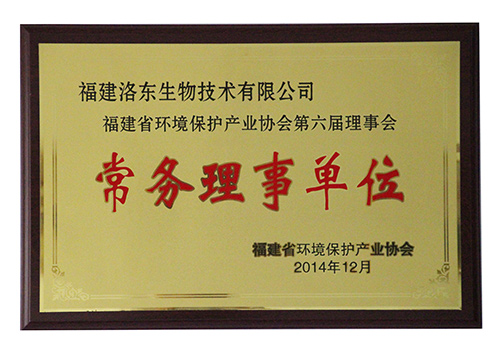 福建洛东生物技术有限公司
福建省环境保护产业协会第六届理事会
常务理事单位
福建省环境保护产业协会
2014年12月